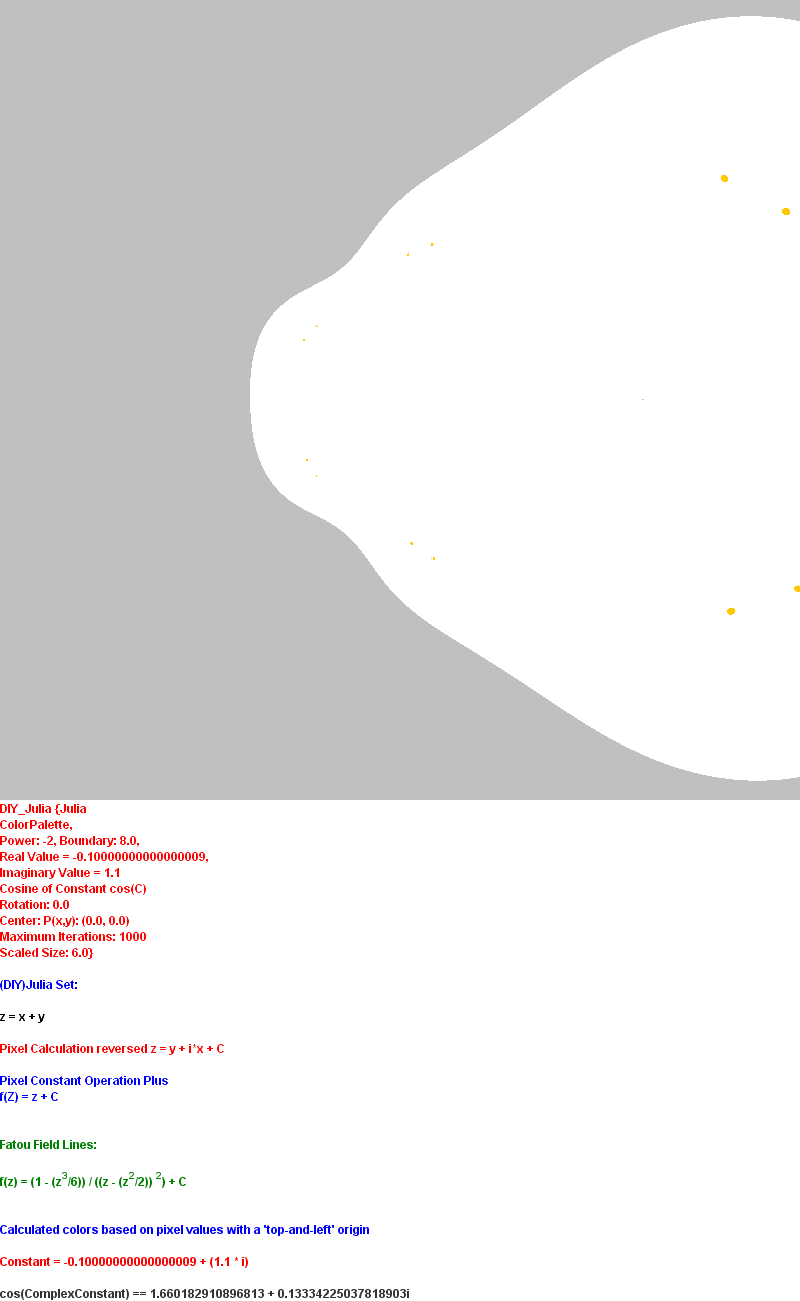 DIY_Julia {Julia
ColorPalette,
Power: -2, Boundary: 8.0,
Real Value = -0.10000000000000009,
Imaginary Value = 1.1
Cosine of Constant cos(C)
Rotation: 0.0
Center: P(x,y): (0.0, 0.0)
Maximum Iterations: 1000
Scaled Size: 6.0}
(DIY)Julia Set:
z = x + y
Pixel Calculation reversed z = y + i*x + C
Pixel Constant Operation Plus
f(Z) = z + C
Fatou Field Lines:
f(z) = (1 - (z³/6)) / ((z - (z²/2)) ²) + C
Calculated colors based on pixel values with a 'top-and-left' origin
Constant = -0.10000000000000009 + (1.1 * i)
cos(ComplexConstant) == 1.660182910896813 + 0.13334225037818903i